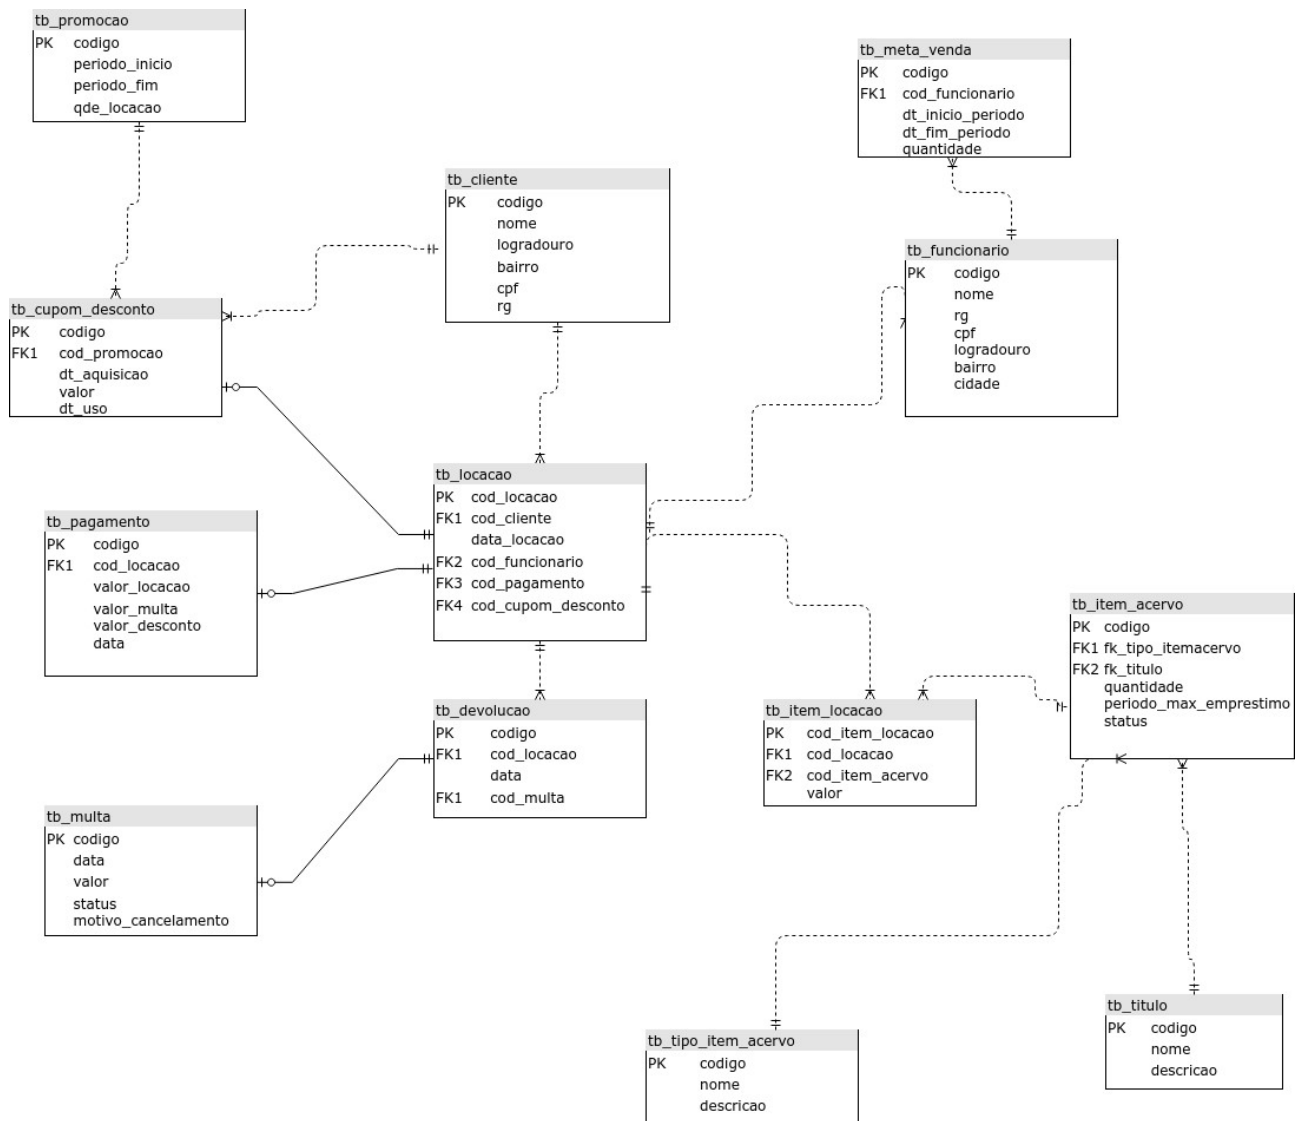 tb_promocao
PK codigo
periodo_inicio
periodo_fim
qde_locacao
tb_meta_venda
PK codigo
FK1 cod_funcionario
dt_inicio_periodo
dt_fim_periodo
quantidade
tb_cliente
PK codigo
nome
logradouro
bairro
cpf
rg
tb_funcionario
PK codigo
nome
rg
cpf
logradouro
bairro
cidade
tb_cupom_desconto
PK codigo
FK1 cod_promocao
dt_aquisicao
valor
dt_uso
tb_locacao
PK cod_locacao
FK1 cod_cliente
data_locacao
FK2 cod_funcionario
FK3 cod_pagamento
FK4 cod_cupom_desconto
tb_pagamento
PK codigo
FK1 cod_locacao
valor_locacao
valor_multa
valor_desconto
data
tb_item_acervo
PK codigo
FK1 fk_tipo_itemacervo
FK2 fk_titulo
quantidade
periodo_max_emprestimo
status
tb_devolucao
PK codigo
FK1 cod_locacao
data
FK1 cod_multa
tb_item_locacao
PK cod_item_locacao
FK1 cod_locacao
FK2 cod_item_acervo
valor
tb_multa
PK codigo
data
valor
status
motivo_cancelamento
tb_tipo_item_acervo
PK codigo
nome
descricao
tb_titulo
PK codigo
nome
descricao